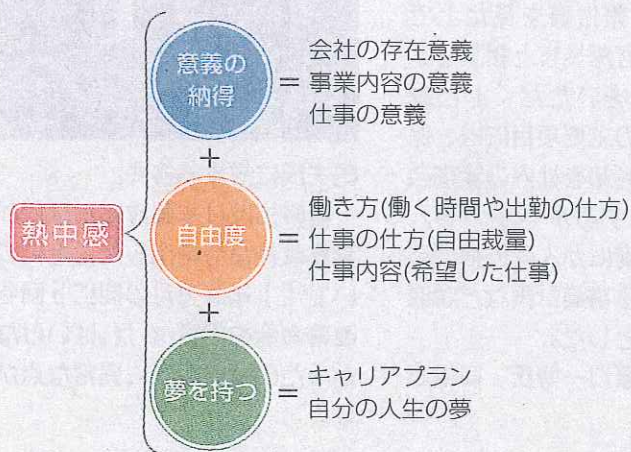 熱中感
意義の
納得
= 会社の存在意義
事業内容の意義
仕事の意義
+
自由度
= 働き方(働く時間や出勤の仕方)
仕事の仕方(自由裁量)
仕事内容(希望した仕事)
+
夢を持つ
= キャリアプラン
自分の人生の夢